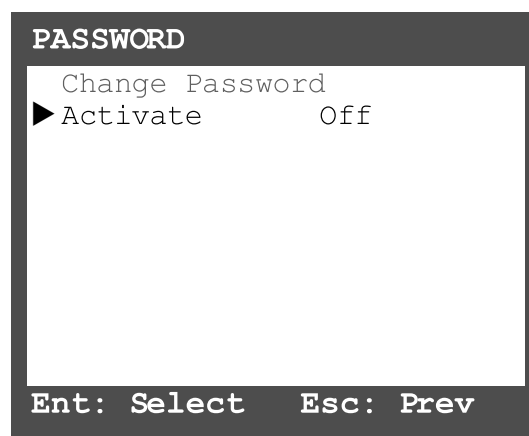 PASSWORD
Change Password
▶Activate Off
Ent: Select Esc: Prev